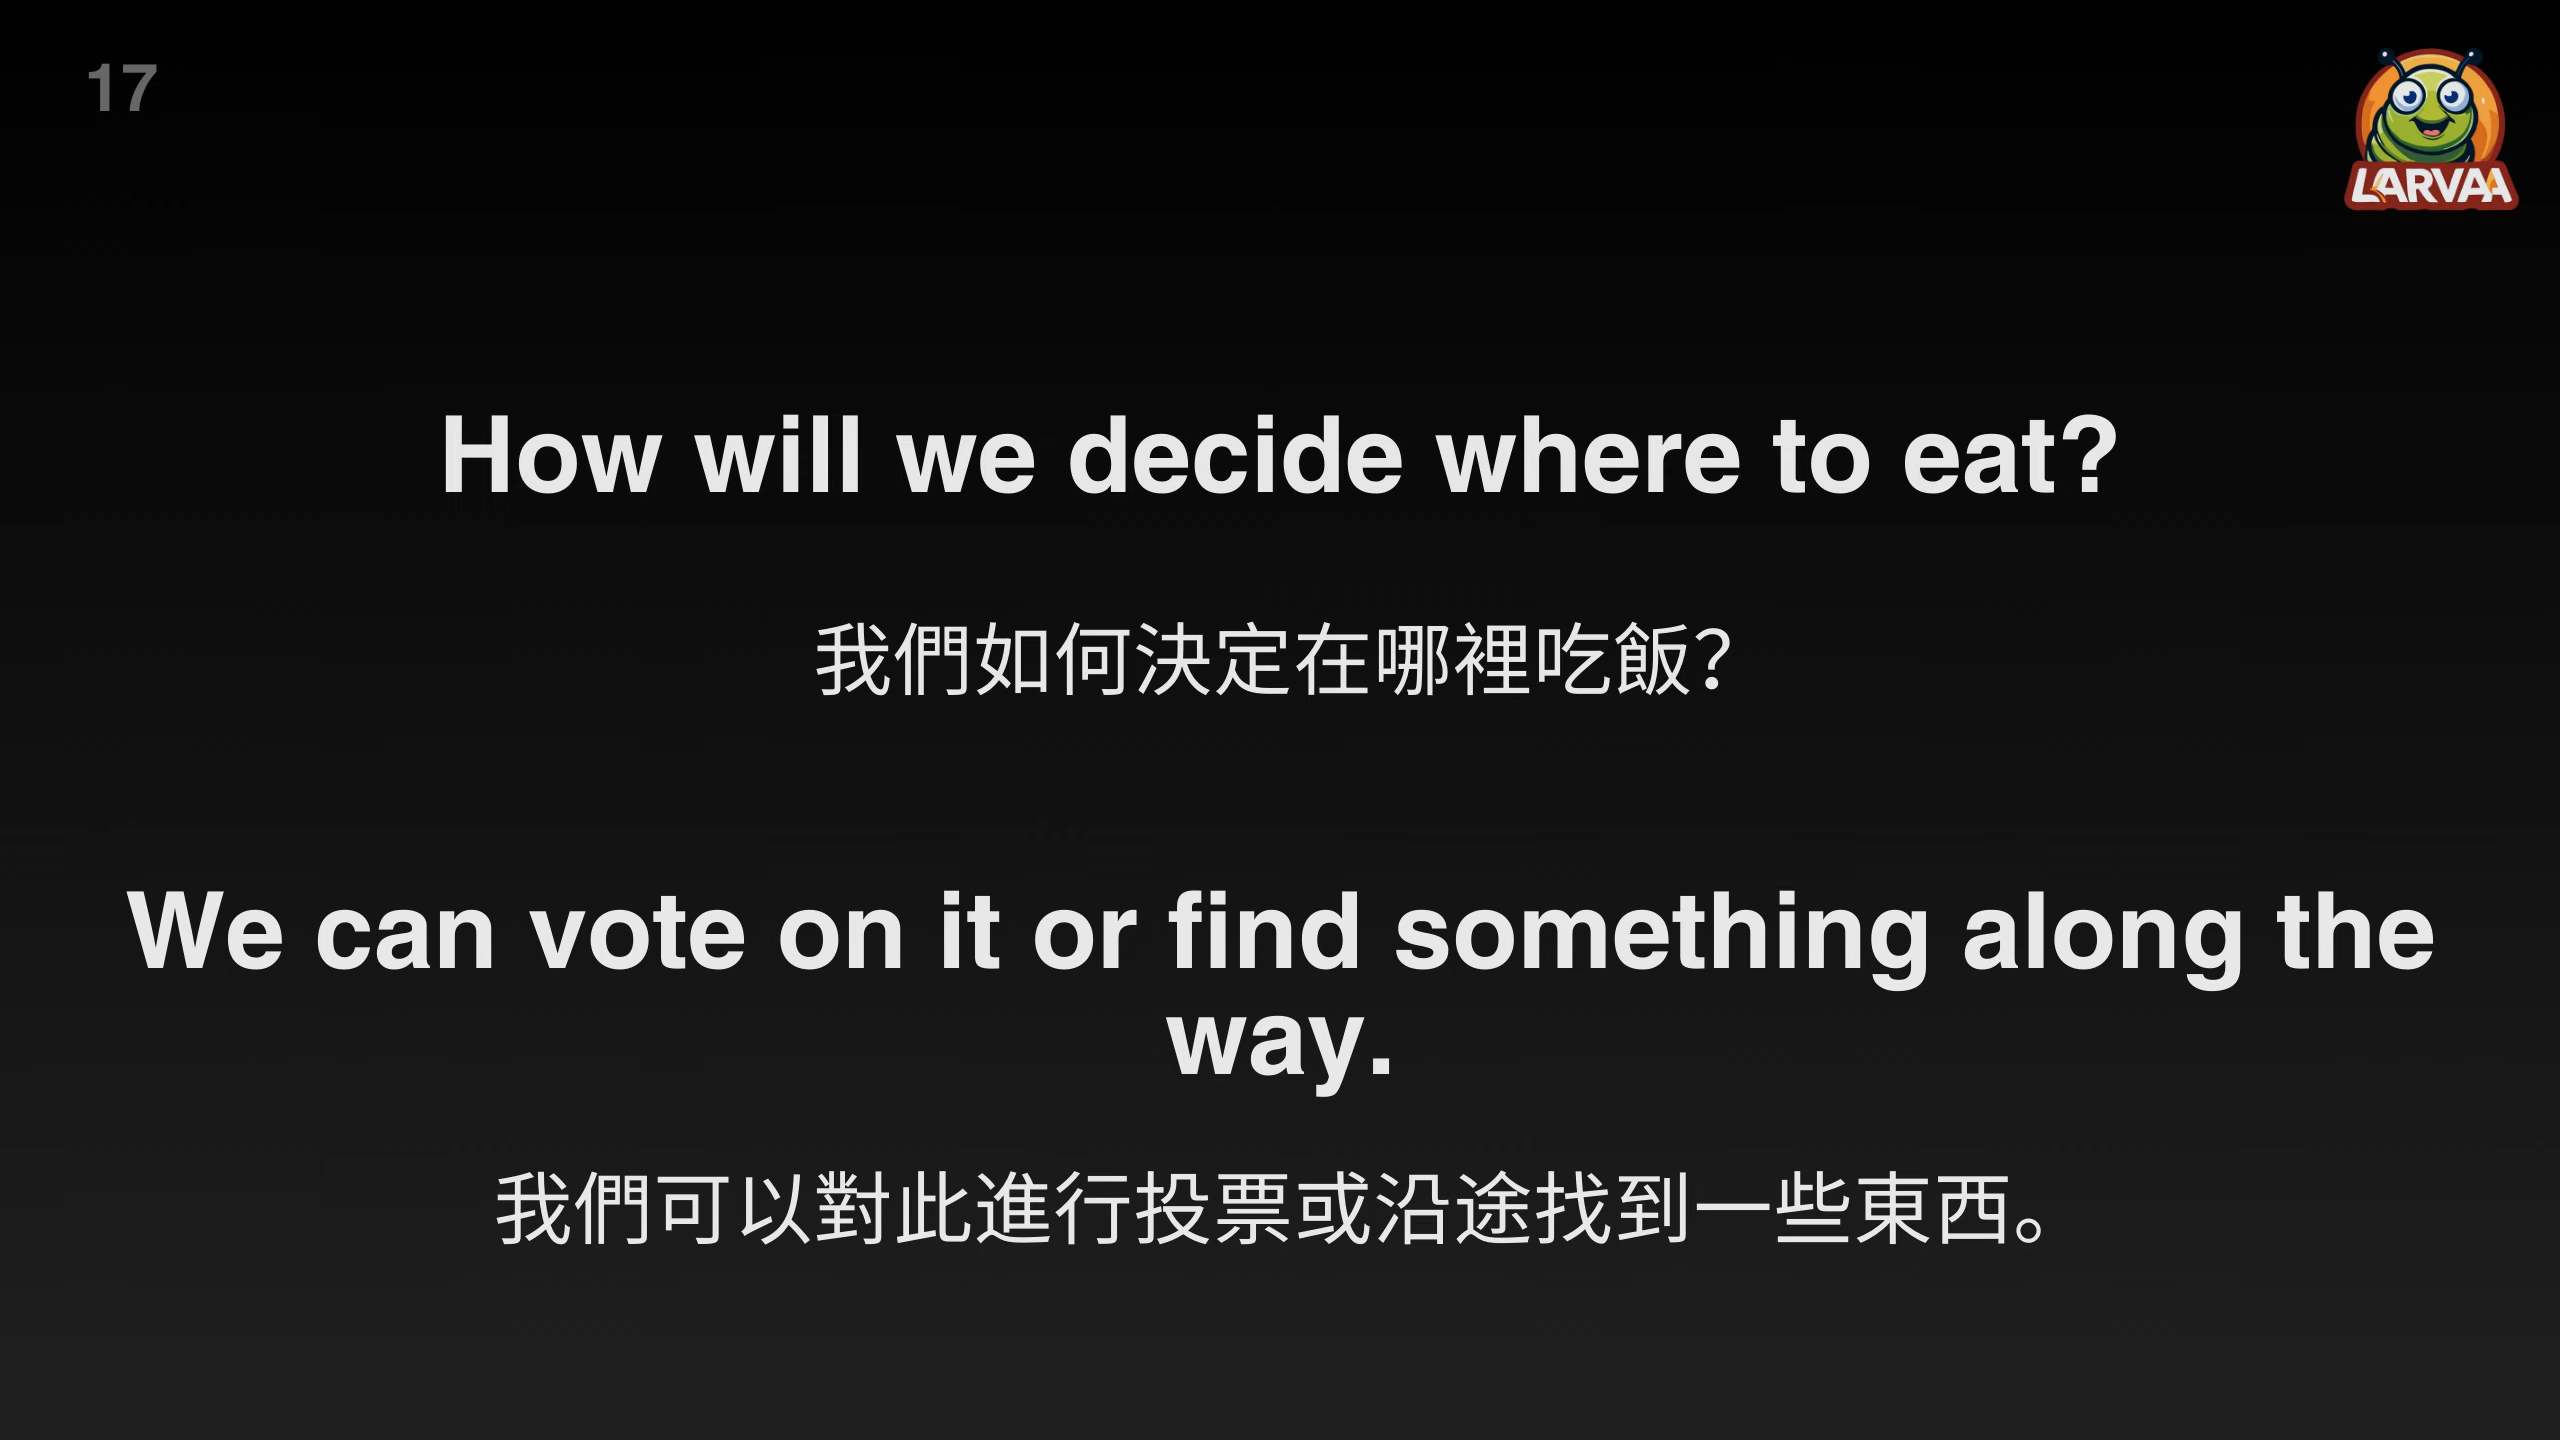 17
LARVAA
How will we decide where to eat?
我們如何決定在哪裡吃飯?
We can vote on it or find something along the
way.
我們可以對此進行投票或沿途找到一些東西。